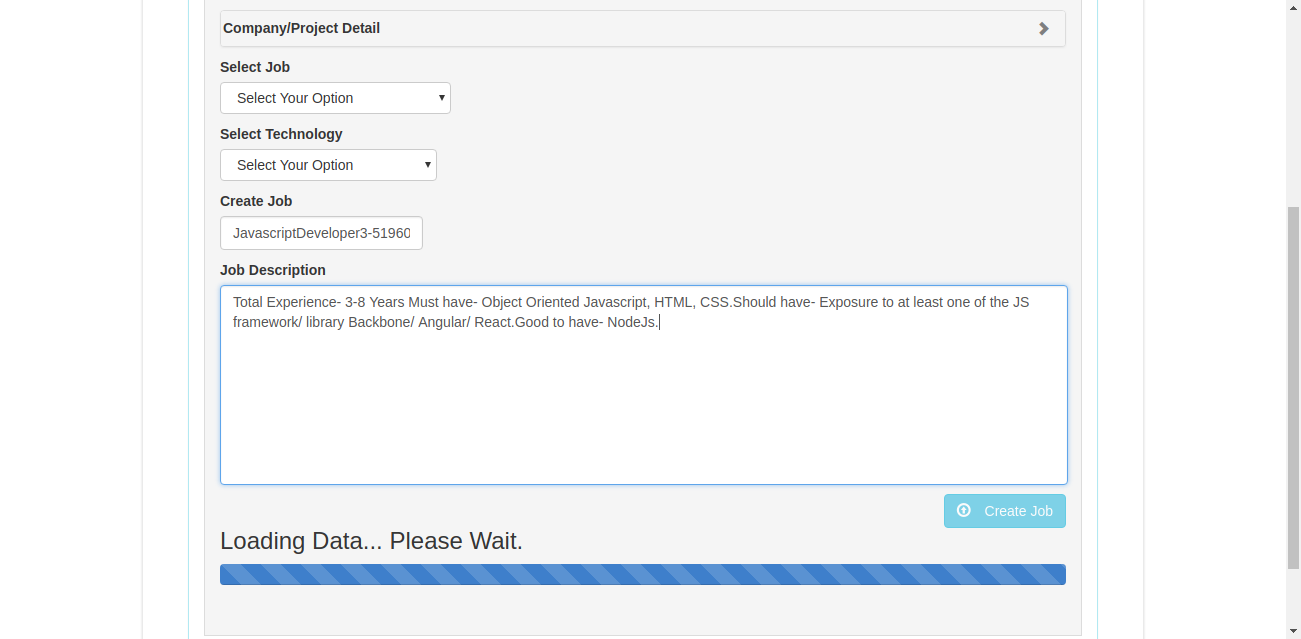 Company/Project Detail
Select Job
Select Your Option
Select Technology
Select Your Option
Create Job
JavascriptDeveloper3-51960
Job Description
Total Experience- 3-8 Years Must have- Object Oriented Javascript, HTML, CSS.Should have- Exposure to at least one of the JS
framework/ library Backbone/ Angular/ React.Good to have- NodeJs.
Create Job
Loading Data... Please Wait.